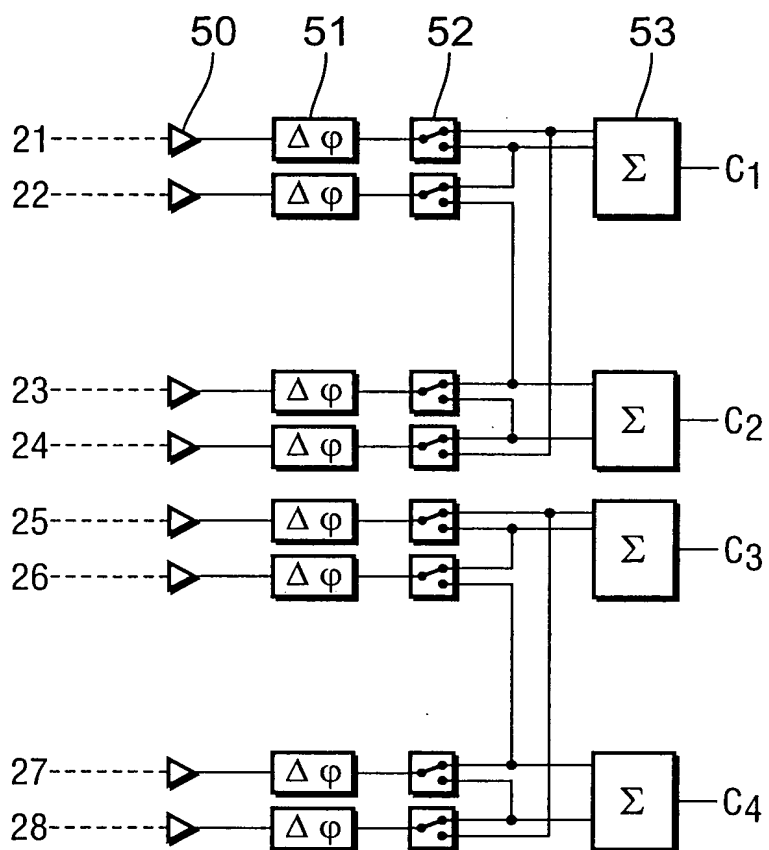 50 51 52 53
21 Δ φ
Σ C1
22 Δ φ
23 Δ φ
Σ C2
24 Δ φ
25 Δ φ
Σ C3
26 Δ φ
27 Δ φ
Σ C4
28 Δ φ